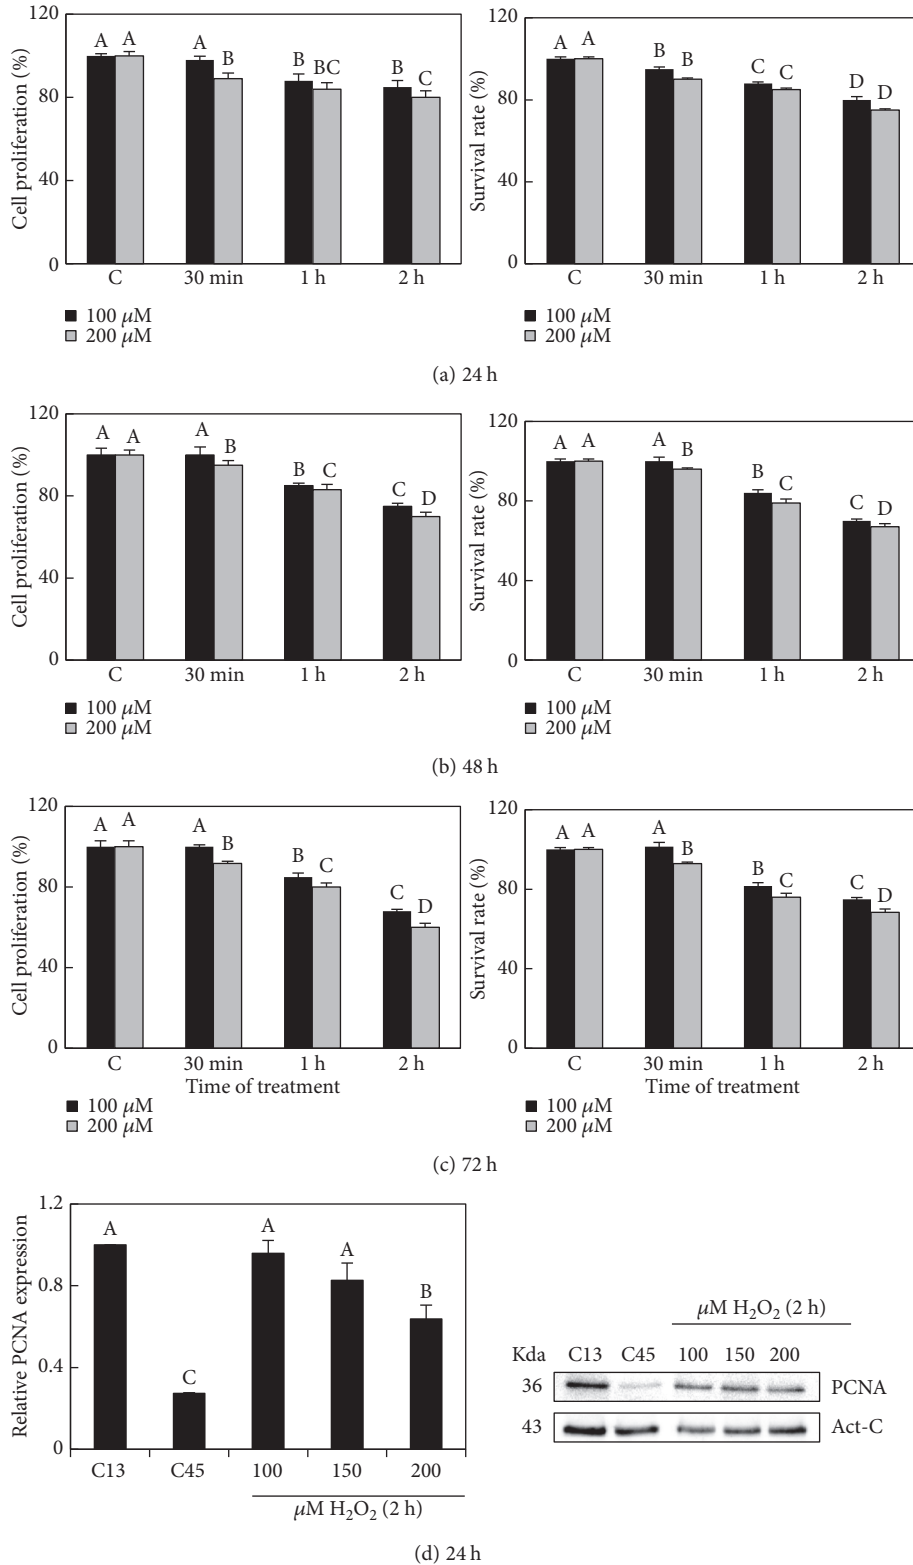 120
80
40
0
Cell proliferation (%)
A A A B B BC B C
C 30 min 1 h 2 h
100 μM
200 μM
120
80
40
0
Survival rate (%)
A A B B C C D D
C 30 min 1 h 2 h
100 μM
200 μM
(a) 24 h
120
80
40
0
Cell proliferation (%)
A A A B B C C D
C 30 min 1 h 2 h
100 μM
200 μM
120
80
40
0
Survival rate (%)
A A A B B C C D
C 30 min 1 h 2 h
100 μM
200 μM
(b) 48 h
120
80
40
0
Cell proliferation (%)
A A A B B C C D
C 30 min 1 h 2 h
Time of treatment
100 μM
200 μM
120
80
40
0
Survival rate (%)
A A A B B C C D
C 30 min 1 h 2 h
Time of treatment
100 μM
200 μM
(c) 72 h
1.2
0.8
0.4
0
Relative PCNA expression
A C A A B
C13 C45 100 150 200
μM H₂O₂ (2 h)
μM H₂O₂ (2 h)
Kda C13 C45 100 150 200
36 PCNA
43 Act-C
(d) 24 h